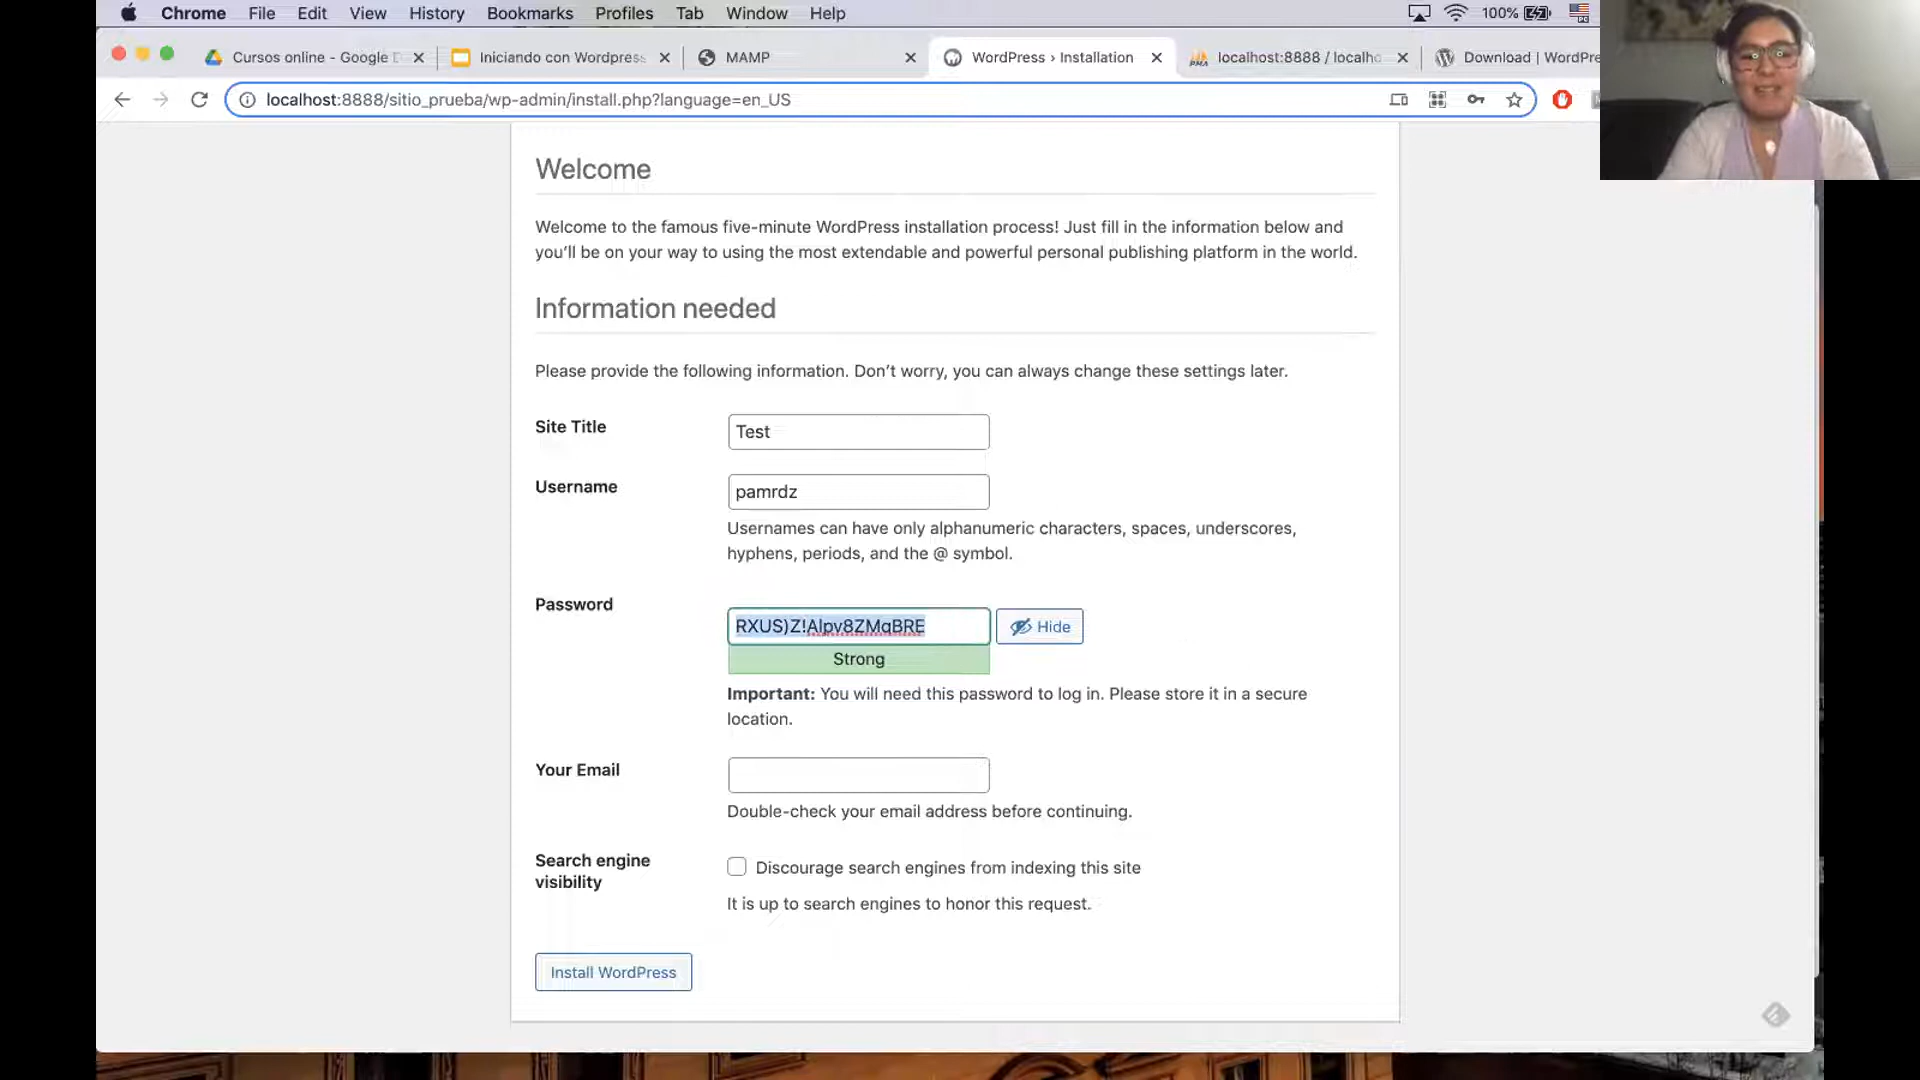 Chrome File Edit View History Bookmarks Profiles Tab Window Help 100%
Cursos online - Google D
Iniciando con Wordpress
MAMP
WordPress › Installation
localhost:8888 / localho
Download | WordPre
localhost:8888/sitio_prueba/wp-admin/install.php?language=en_US
Welcome
Welcome to the famous five-minute WordPress installation process! Just fill in the information below and
you’ll be on your way to using the most extendable and powerful personal publishing platform in the world.
Information needed
Please provide the following information. Don’t worry, you can always change these settings later.
Site Title
Test
Username
pamrdz
Usernames can have only alphanumeric characters, spaces, underscores,
hyphens, periods, and the @ symbol.
Password
Hide
Strong
Important: You will need this password to log in. Please store it in a secure
location.
Your Email
Double-check your email address before continuing.
Search engine
visibility
Discourage search engines from indexing this site
It is up to search engines to honor this request.
Install WordPress